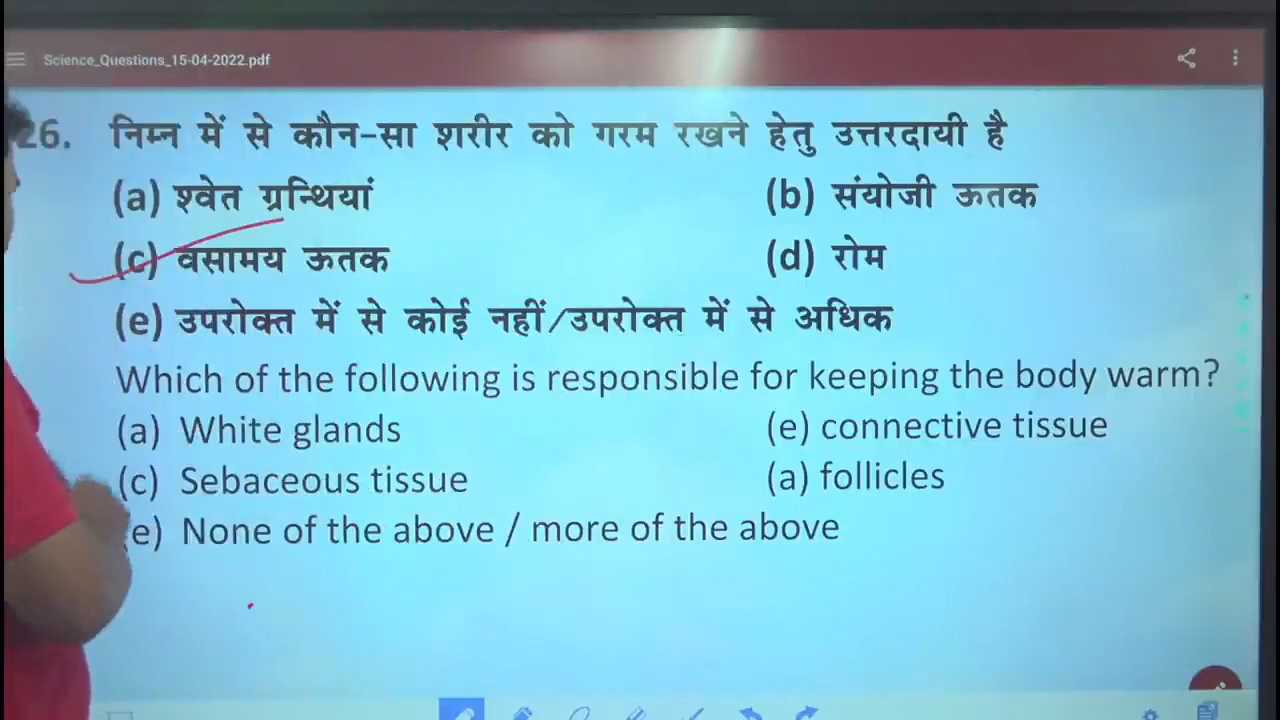 Science_Questions_15-04-2022.pdf
26. निम्न में से कौन-सा शरीर को गरम रखने हेतु उत्तरदायी है
(a) श्वेत ग्रन्थियां (b) संयोजी ऊतक
(c) वसामय ऊतक (d) रोम
(e) उपरोक्त में से कोई नहीं/उपरोक्त में से अधिक
Which of the following is responsible for keeping the body warm?
(a) White glands (e) connective tissue
(c) Sebaceous tissue (a) follicles
(e) None of the above / more of the above